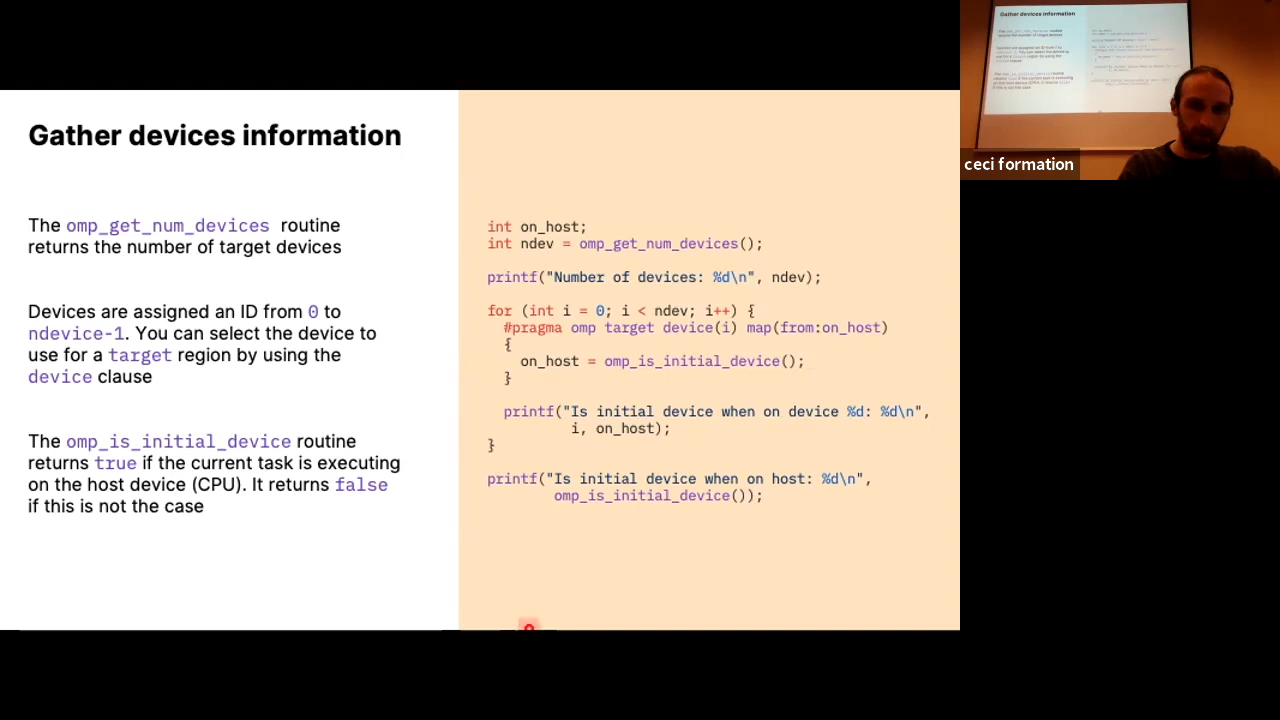 Gather devices information
The omp_get_num_devices routine
returns the number of target devices
Devices are assigned an ID from 0 to
ndevice-1. You can select the device to
use for a target region by using the
device clause
The omp_is_initial_device routine
returns true if the current task is executing
on the host device (CPU). It returns false
if this is not the case
int on_host;
int ndev = omp_get_num_devices();
printf("Number of devices: %d\n", ndev);
for (int i = 0; i < ndev; i++) {
#pragma omp target device(i) map(from:on_host)
{
on_host = omp_is_initial_device();
}
printf("Is initial device when on device %d: %d\n",
i, on_host);
}
printf("Is initial device when on host: %d\n",
omp_is_initial_device());
Gather devices information
ceci formation